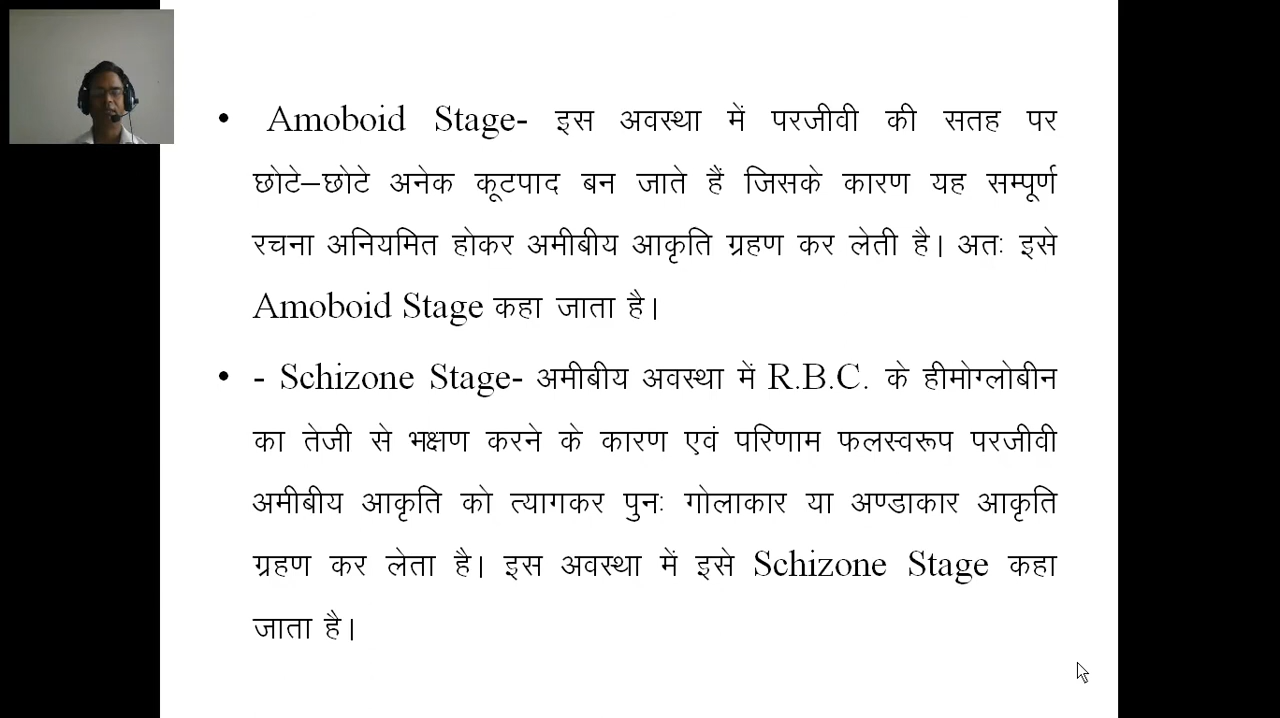 • Amoboid Stage- इस अवस्था में परजीवी की सतह पर
छोटे–छोटे अनेक कूटपाद बन जाते हैं जिसके कारण यह सम्पूर्ण
रचना अनियमित होकर अमीबीय आकृति ग्रहण कर लेती है। अतः इसे
Amoboid Stage कहा जाता है।
• - Schizone Stage- अमीबीय अवस्था में R.B.C. के हीमोग्लोबीन
का तेजी से भक्षण करने के कारण एवं परिणाम फलस्वरूप परजीवी
अमीबीय आकृति को त्यागकर पुनः गोलाकार या अण्डाकार आकृति
ग्रहण कर लेता है। इस अवस्था में इसे Schizone Stage कहा
जाता है।